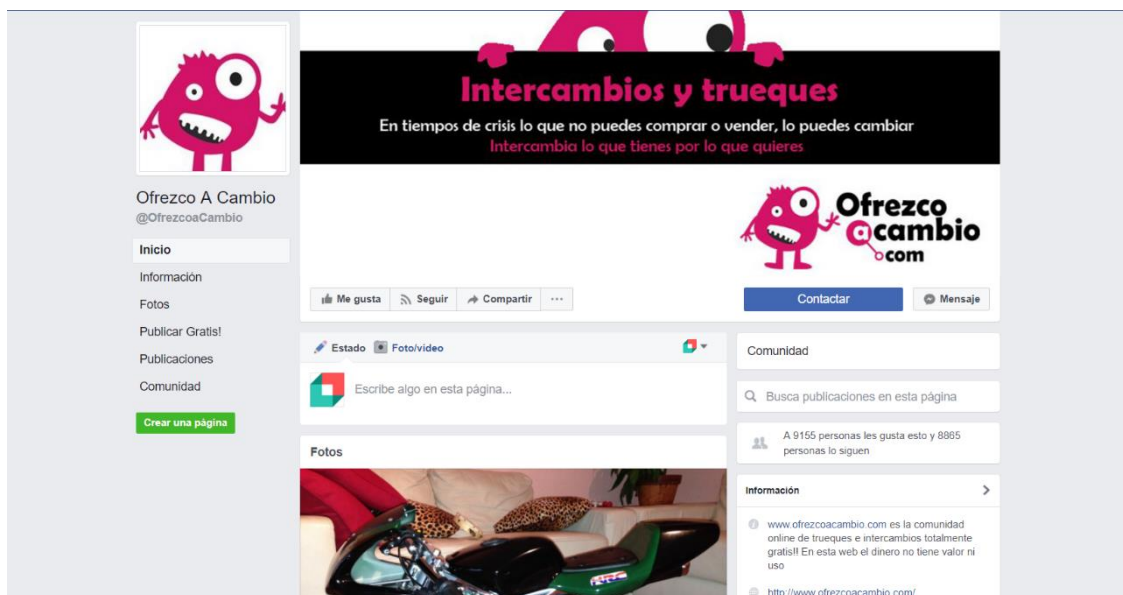 Intercambios y trueques
En tiempos de crisis lo que no puedes comprar o vender, lo puedes cambiar
Intercambia lo que tienes por lo que quieres
Ofrezco A Cambio
@OfrezcoaCambio
Inicio
Información
Fotos
Publicar Gratis!
Publicaciones
Comunidad
Crear una página
Ofrezco
@cambio
.com
Me gusta
Seguir
Compartir
Contactar
Mensaje
Estado
Foto/video
Escribe algo en esta página...
Fotos
HRC
Comunidad
Busca publicaciones en esta página
A 9155 personas les gusta esto y 8865
personas lo siguen
Información
www.ofrezcoacambio.com es la comunidad
online de trueques e intercambios totalmente
gratis!! En esta web el dinero no tiene valor ni
uso
http://www.ofrezcoacambio.com/